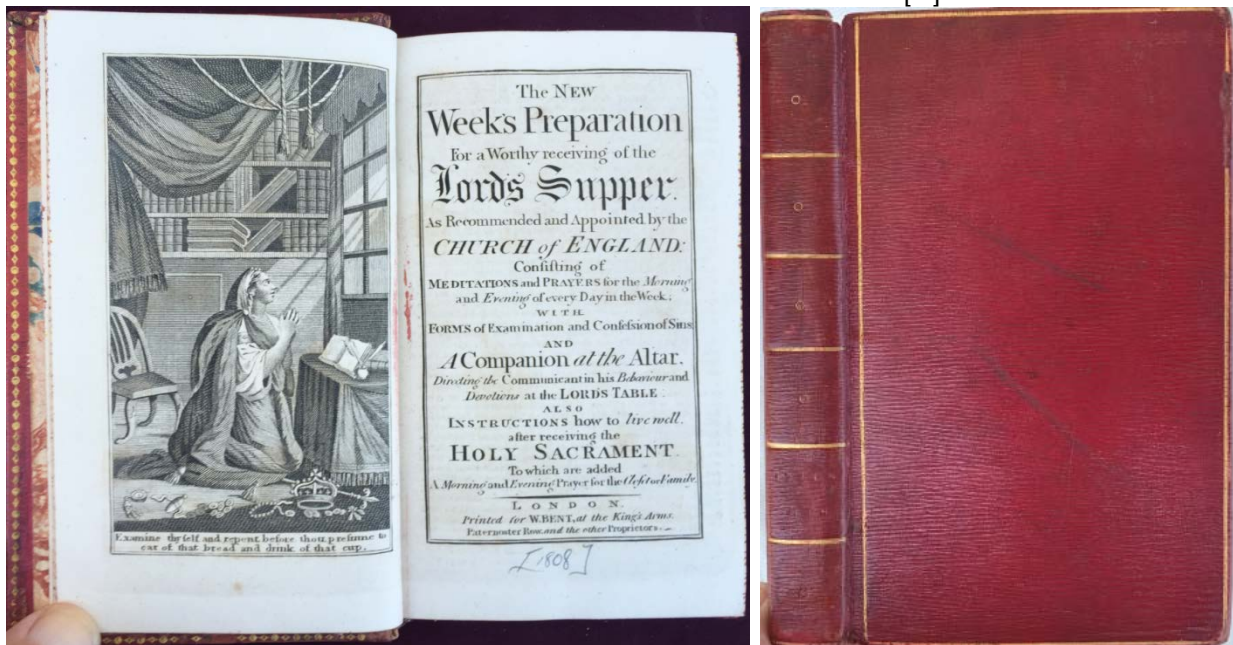 Examine thy self and repent before thou presume to
eat of that bread and drink of that cup.
The NEW
Week's Preparation
For a Worthy receiving of the
Lord's Supper.
As Recommended and Appointed by the
CHURCH of ENGLAND:
Consisting of
MEDITATIONS and PRAYERS for the Morning
and Evening of every Day in the Week.
WITH
FORMS of Examination and Confession of Sins
AND
A Companion at the Altar.
Directing the Communicant in his Behaviour and
Devotions at the LORD'S TABLE
ALSO
INSTRUCTIONS how to live well.
after receiving the
HOLY SACRAMENT.
To which are added
A Morning and Evening Prayer for the Closet or Family.
LONDON.
Printed for W. BENT, at the King's Arms.
Paternoster Row, and the other Proprietors.
[1808]